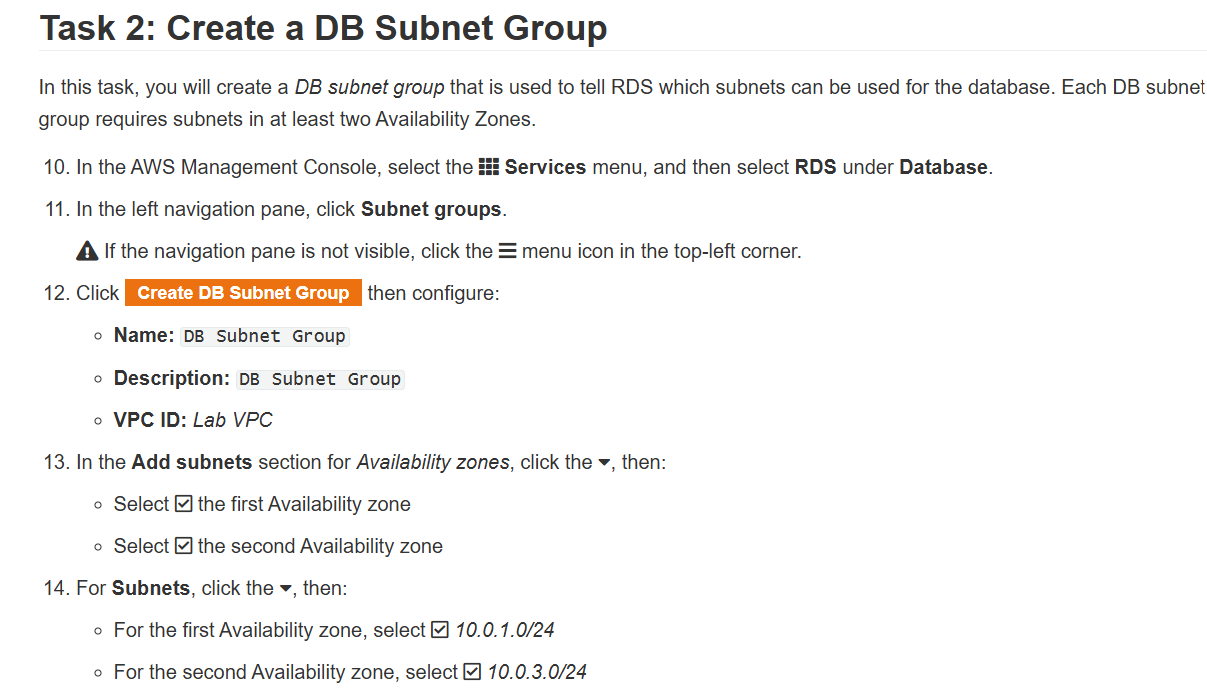 Task 2: Create a DB Subnet Group
In this task, you will create a DB subnet group that is used to tell RDS which subnets can be used for the database. Each DB subnet
group requires subnets in at least two Availability Zones.
10. In the AWS Management Console, select the Services menu, and then select RDS under Database.
11. In the left navigation pane, click Subnet groups.
If the navigation pane is not visible, click the menu icon in the top-left corner.
12. Click Create DB Subnet Group then configure:
Name: DB Subnet Group
Description: DB Subnet Group
VPC ID: Lab VPC
13. In the Add subnets section for Availability zones, click the , then:
Select the first Availability zone
Select the second Availability zone
14. For Subnets, click the , then:
For the first Availability zone, select 10.0.1.0/24
For the second Availability zone, select 10.0.3.0/24